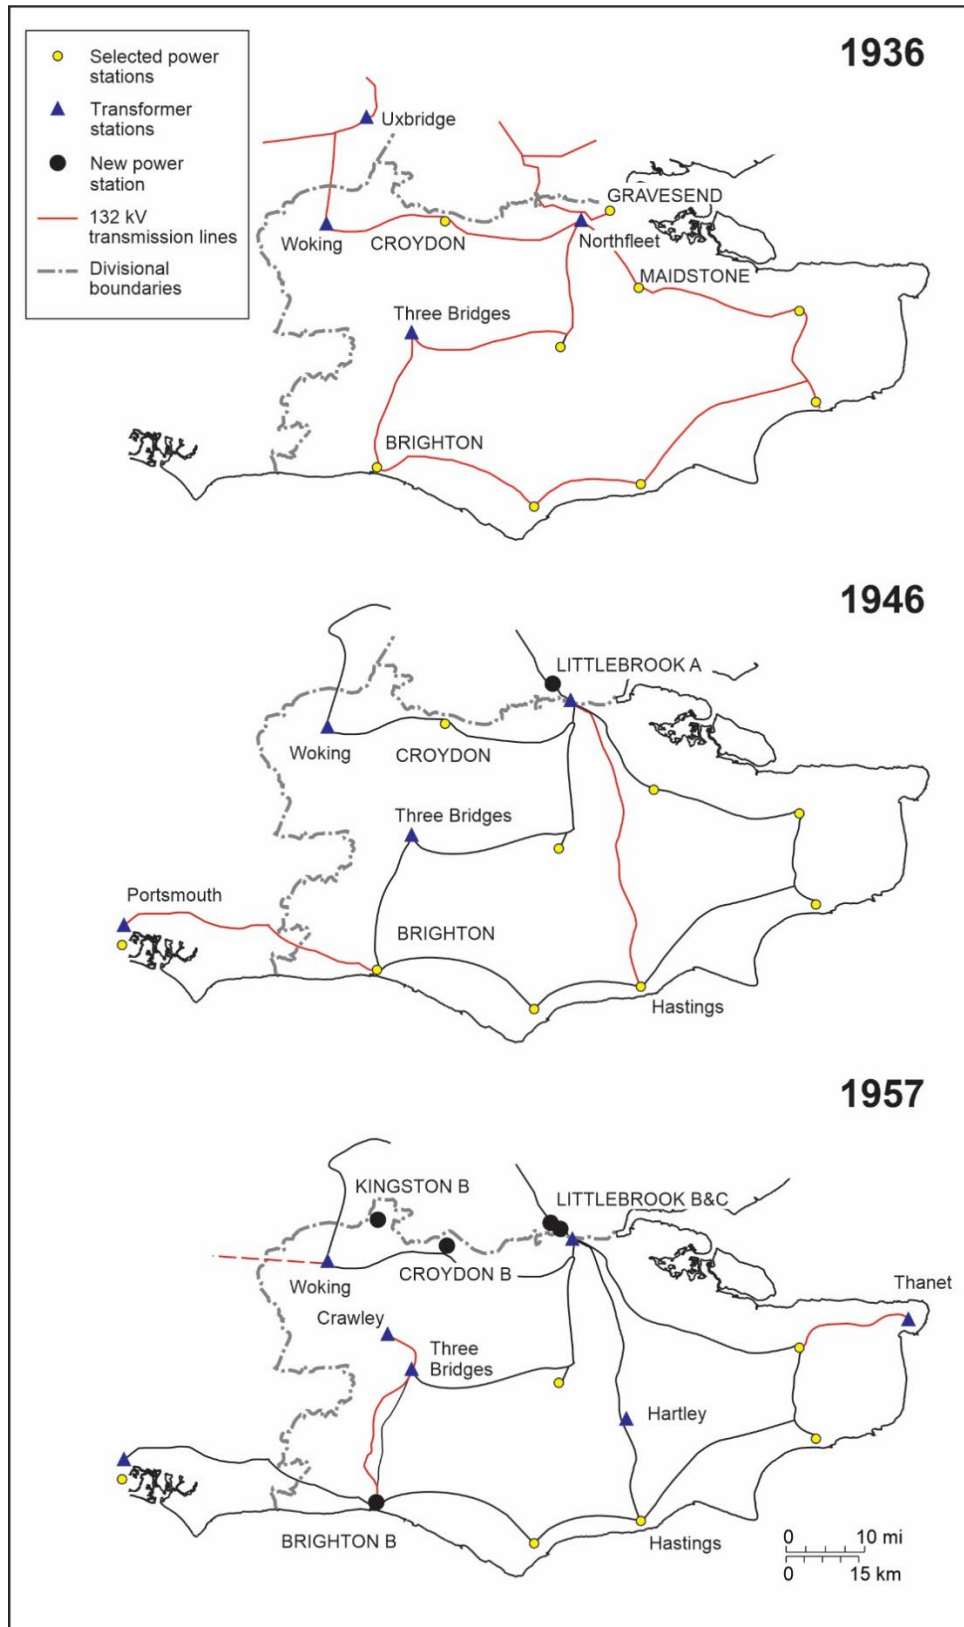 1936
Selected power
stations
Transformer
stations
New power
station
132 kV
transmission lines
Divisional
boundaries
Uxbridge
GRAVESEND
Woking
CROYDON
Northfleet
MAIDSTONE
Three Bridges
BRIGHTON
1946
LITTLEBROOK A
Woking
CROYDON
Three Bridges
Portsmouth
BRIGHTON
Hastings
1957
KINGSTON B
LITTLEBROOK B&C
Woking
CROYDON B
Thanet
Crawley
Three
Bridges
Hartley
BRIGHTON B
Hastings
0 10 mi
0 15 km